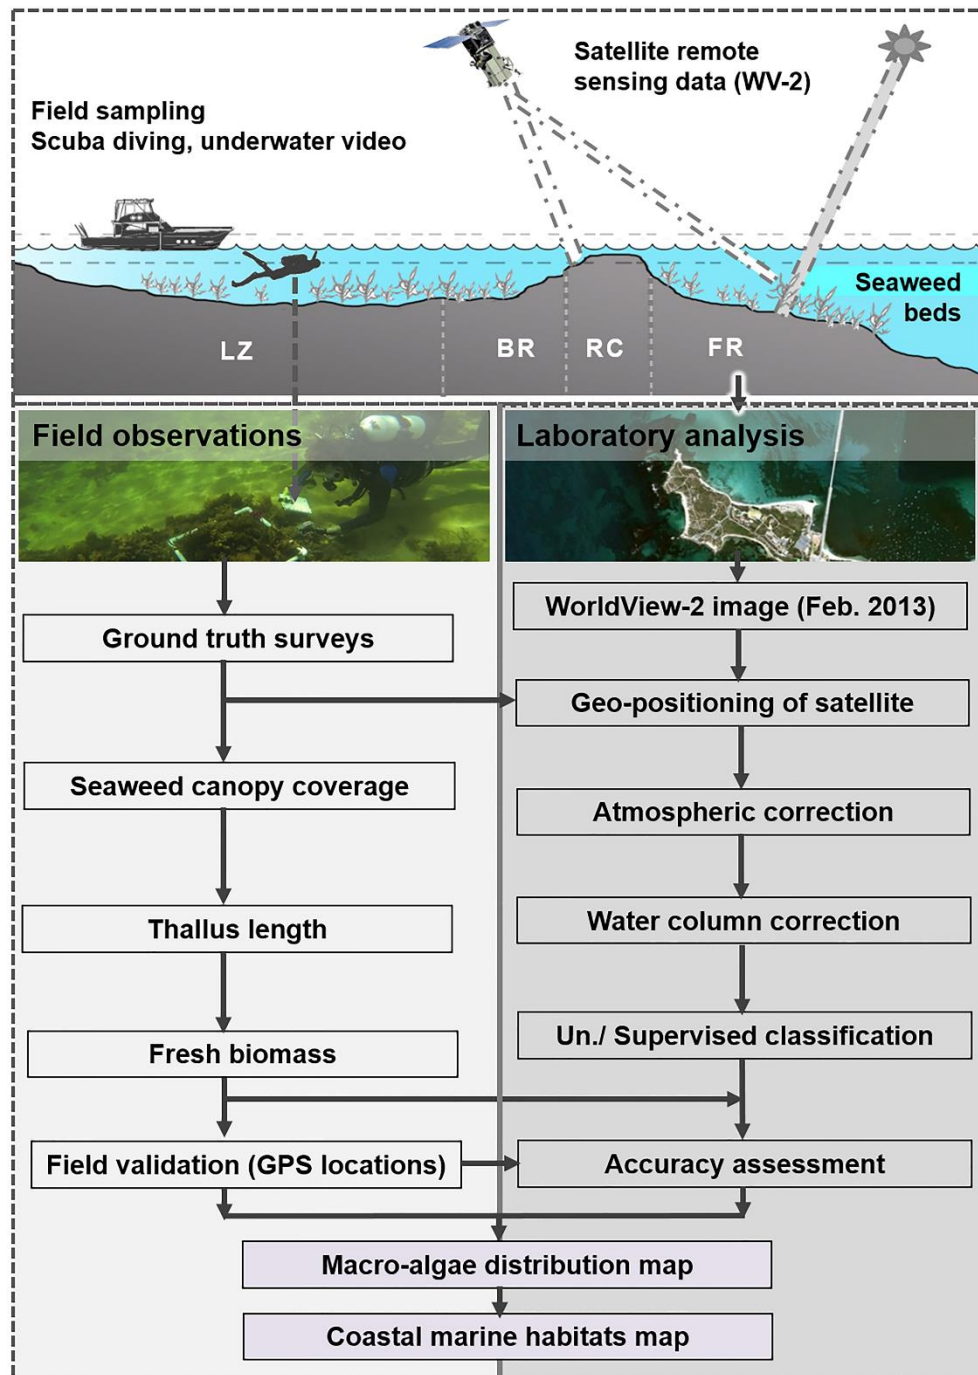 Satellite remote
sensing data (WV-2)
Field sampling
Scuba diving, underwater video
Seaweed
beds
LZ
BR
RC
FR
Field observations
Laboratory analysis
WorldView-2 image (Feb. 2013)
Ground truth surveys
Geo-positioning of satellite
Seaweed canopy coverage
Atmospheric correction
Thallus length
Water column correction
Un./ Supervised classification
Fresh biomass
Field validation (GPS locations)
Accuracy assessment
Macro-algae distribution map
Coastal marine habitats map